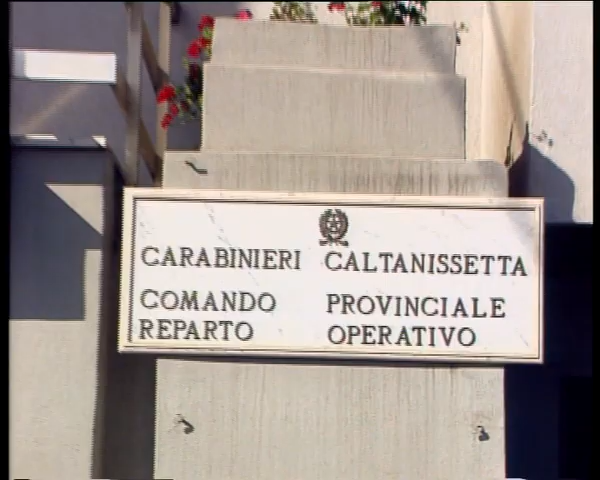 CARABINIERI CALTANISSETTA
COMANDO PROVINCIALE
REPARTO OPERATIVO